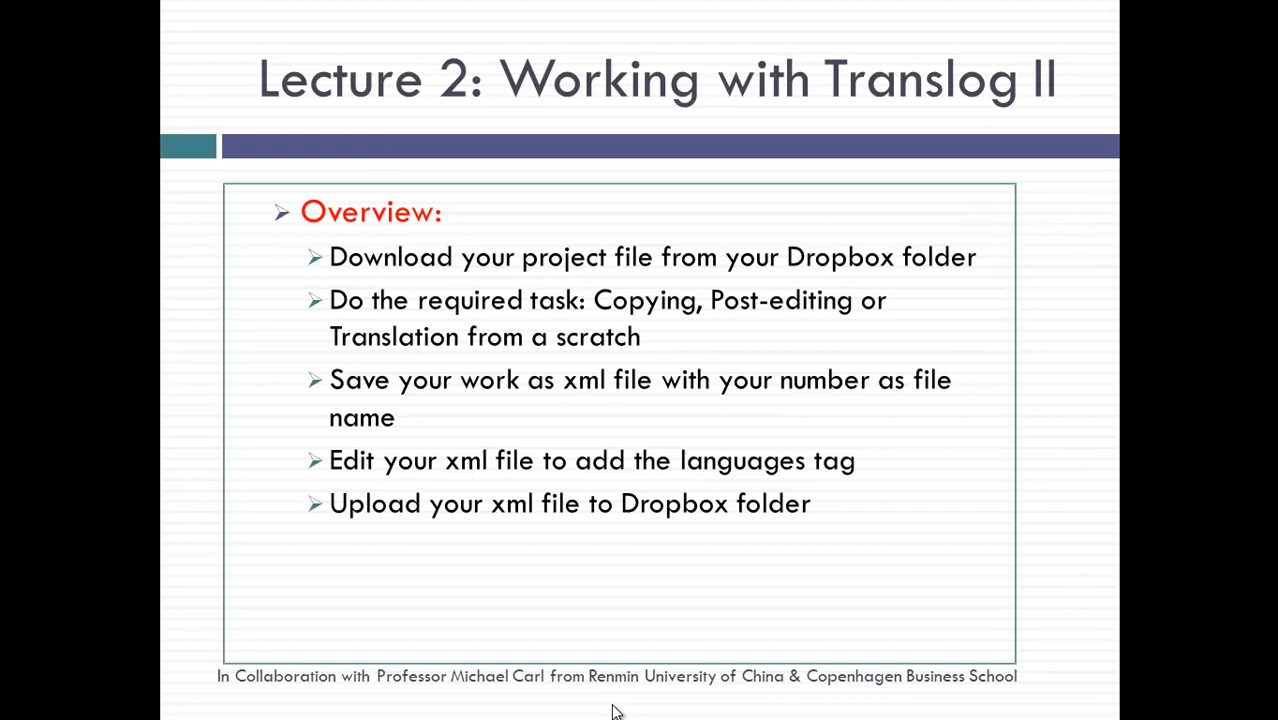 Lecture 2: Working with Translog II
Overview:
Download your project file from your Dropbox folder
Do the required task: Copying, Post-editing or
Translation from a scratch
Save your work as xml file with your number as file
name
Edit your xml file to add the languages tag
Upload your xml file to Dropbox folder
In Collaboration with Professor Michael Carl from Renmin University of China & Copenhagen Business School